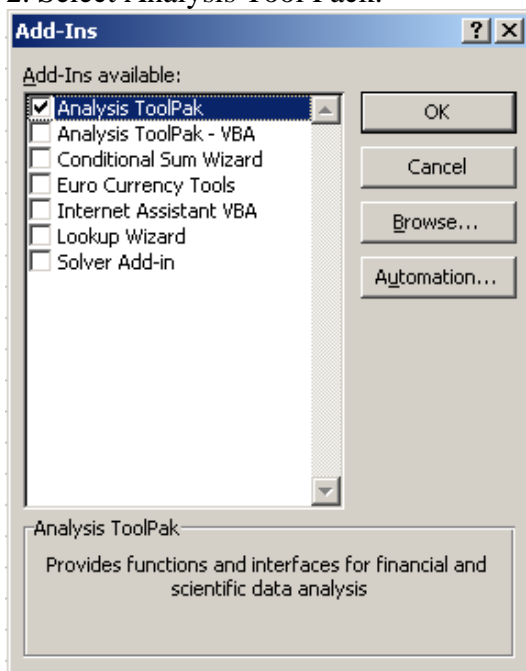 2. Select Analysis Tool Pack.
Add-Ins
Add-Ins available:
Analysis ToolPak
Analysis ToolPak - VBA
Conditional Sum Wizard
Euro Currency Tools
Internet Assistant VBA
Lookup Wizard
Solver Add-in
OK
Cancel
Browse...
Automation...
Analysis ToolPak
Provides functions and interfaces for financial and
scientific data analysis